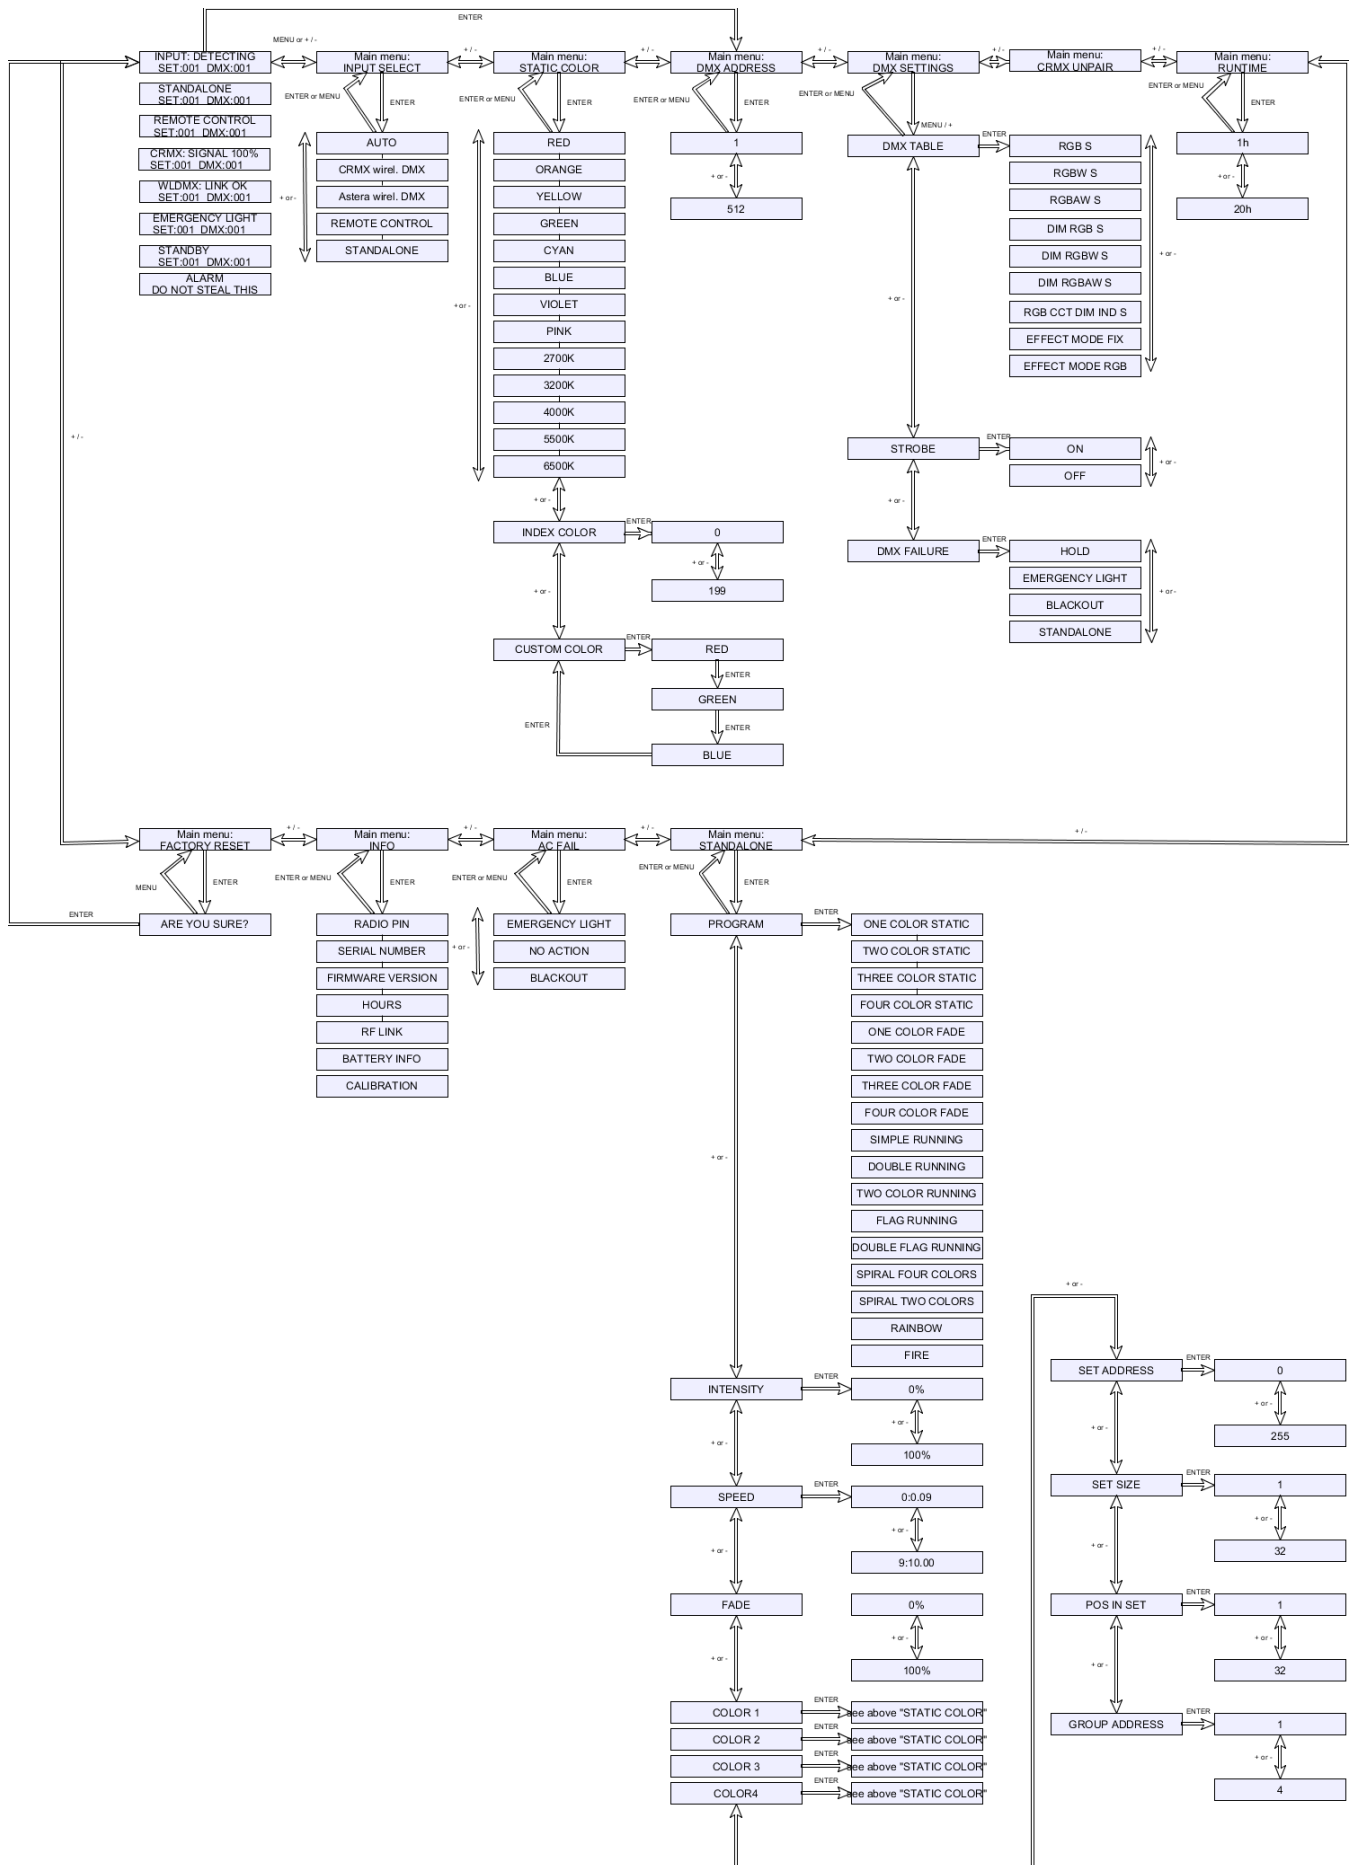 ENTER
MENU or + / -
+ / -
+ / -
+ / -
+ / -
+ / -
INPUT: DETECTING
SET:001 DMX:001
STANDALONE
SET:001 DMX:001
REMOTE CONTROL
SET:001 DMX:001
CRMX: SIGNAL 100%
SET:001 DMX:001
WLDMX: LINK OK
SET:001 DMX:001
EMERGENCY LIGHT
SET:001 DMX:001
STANDBY
SET:001 DMX:001
ALARM
DO NOT STEAL THIS
Main menu:
INPUT SELECT
ENTER or MENU
ENTER
+ or -
AUTO
CRMX wirel. DMX
Astera wirel. DMX
REMOTE CONTROL
STANDALONE
Main menu:
STATIC COLOR
ENTER or MENU
ENTER
+ or -
RED
ORANGE
YELLOW
GREEN
CYAN
BLUE
VIOLET
PINK
2700K
3200K
4000K
5500K
6500K
+ or -
INDEX COLOR
ENTER
0
+ or -
199
+ or -
CUSTOM COLOR
ENTER
RED
ENTER
GREEN
ENTER
BLUE
ENTER
Main menu:
DMX ADDRESS
ENTER or MENU
ENTER
1
+ or -
512
Main menu:
DMX SETTINGS
ENTER or MENU
MENU / +
DMX TABLE
ENTER
RGB S
RGBW S
RGBAW S
DIM RGB S
DIM RGBW S
DIM RGBAW S
RGB CCT DIM IND S
EFFECT MODE FIX
EFFECT MODE RGB
+ or -
+ or -
STROBE
ENTER
ON
OFF
+ or -
+ or -
DMX FAILURE
ENTER
HOLD
EMERGENCY LIGHT
BLACKOUT
STANDALONE
+ or -
Main menu:
CRMX UNPAIR
Main menu:
RUNTIME
ENTER or MENU
ENTER
1h
+ or -
20h
+ / -
+ / -
+ / -
+ / -
+ / -
Main menu:
FACTORY RESET
MENU
ENTER
ENTER
ARE YOU SURE?
Main menu:
INFO
ENTER or MENU
ENTER
RADIO PIN
SERIAL NUMBER
FIRMWARE VERSION
HOURS
RF LINK
BATTERY INFO
CALIBRATION
Main menu:
AC FAIL
ENTER or MENU
ENTER
+ or -
EMERGENCY LIGHT
NO ACTION
BLACKOUT
Main menu:
STANDALONE
ENTER or MENU
ENTER
PROGRAM
ENTER
ONE COLOR STATIC
TWO COLOR STATIC
THREE COLOR STATIC
FOUR COLOR STATIC
ONE COLOR FADE
TWO COLOR FADE
THREE COLOR FADE
FOUR COLOR FADE
SIMPLE RUNNING
DOUBLE RUNNING
TWO COLOR RUNNING
FLAG RUNNING
DOUBLE FLAG RUNNING
SPIRAL FOUR COLORS
SPIRAL TWO COLORS
RAINBOW
FIRE
+ or -
INTENSITY
ENTER
0%
+ or -
100%
+ or -
SPEED
ENTER
0:0.09
+ or -
9:10.00
+ or -
FADE
0%
+ or -
100%
+ or -
COLOR 1
ENTER
see above "STATIC COLOR"
COLOR 2
ENTER
see above "STATIC COLOR"
COLOR 3
ENTER
see above "STATIC COLOR"
COLOR4
ENTER
see above "STATIC COLOR"
+ or -
SET ADDRESS
ENTER
0
+ or -
255
+ or -
SET SIZE
ENTER
1
+ or -
32
+ or -
POS IN SET
ENTER
1
+ or -
32
+ or -
GROUP ADDRESS
ENTER
1
+ or -
4